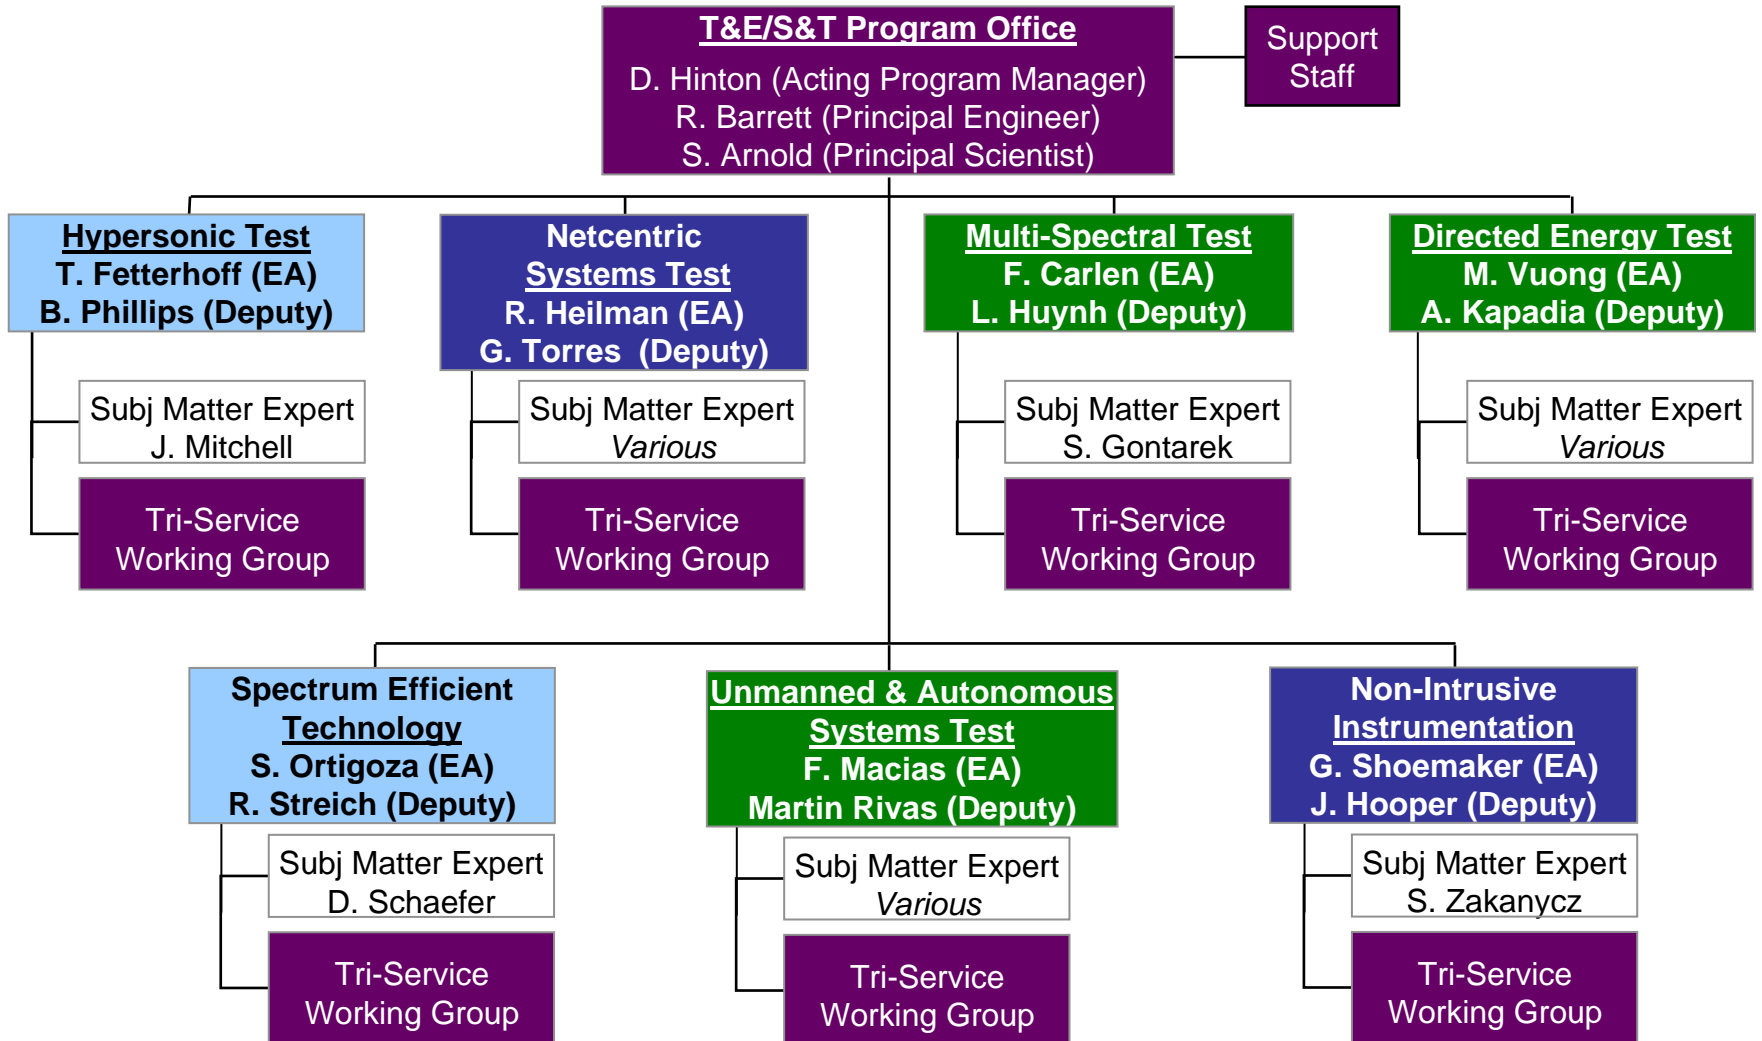 T&E/S&T Program Office
D. Hinton (Acting Program Manager)
R. Barrett (Principal Engineer)
S. Arnold (Principal Scientist)
Support
Staff
Hypersonic Test
T. Fetterhoff (EA)
B. Phillips (Deputy)
Subj Matter Expert
J. Mitchell
Tri-Service
Working Group
Netcentric
Systems Test
R. Heilman (EA)
G. Torres  (Deputy)
Subj Matter Expert
Various
Tri-Service
Working Group
Multi-Spectral Test
F. Carlen (EA)
L. Huynh (Deputy)
Subj Matter Expert
S. Gontarek
Tri-Service
Working Group
Directed Energy Test
M. Vuong (EA)
A. Kapadia (Deputy)
Subj Matter Expert
Various
Tri-Service
Working Group
Spectrum Efficient
Technology
S. Ortigoza (EA)
R. Streich (Deputy)
Subj Matter Expert
D. Schaefer
Tri-Service
Working Group
Unmanned & Autonomous
Systems Test
F. Macias (EA)
Martin Rivas (Deputy)
Subj Matter Expert
Various
Tri-Service
Working Group
Non-Intrusive
Instrumentation
G. Shoemaker (EA)
J. Hooper (Deputy)
Subj Matter Expert
S. Zakanycz
Tri-Service
Working Group